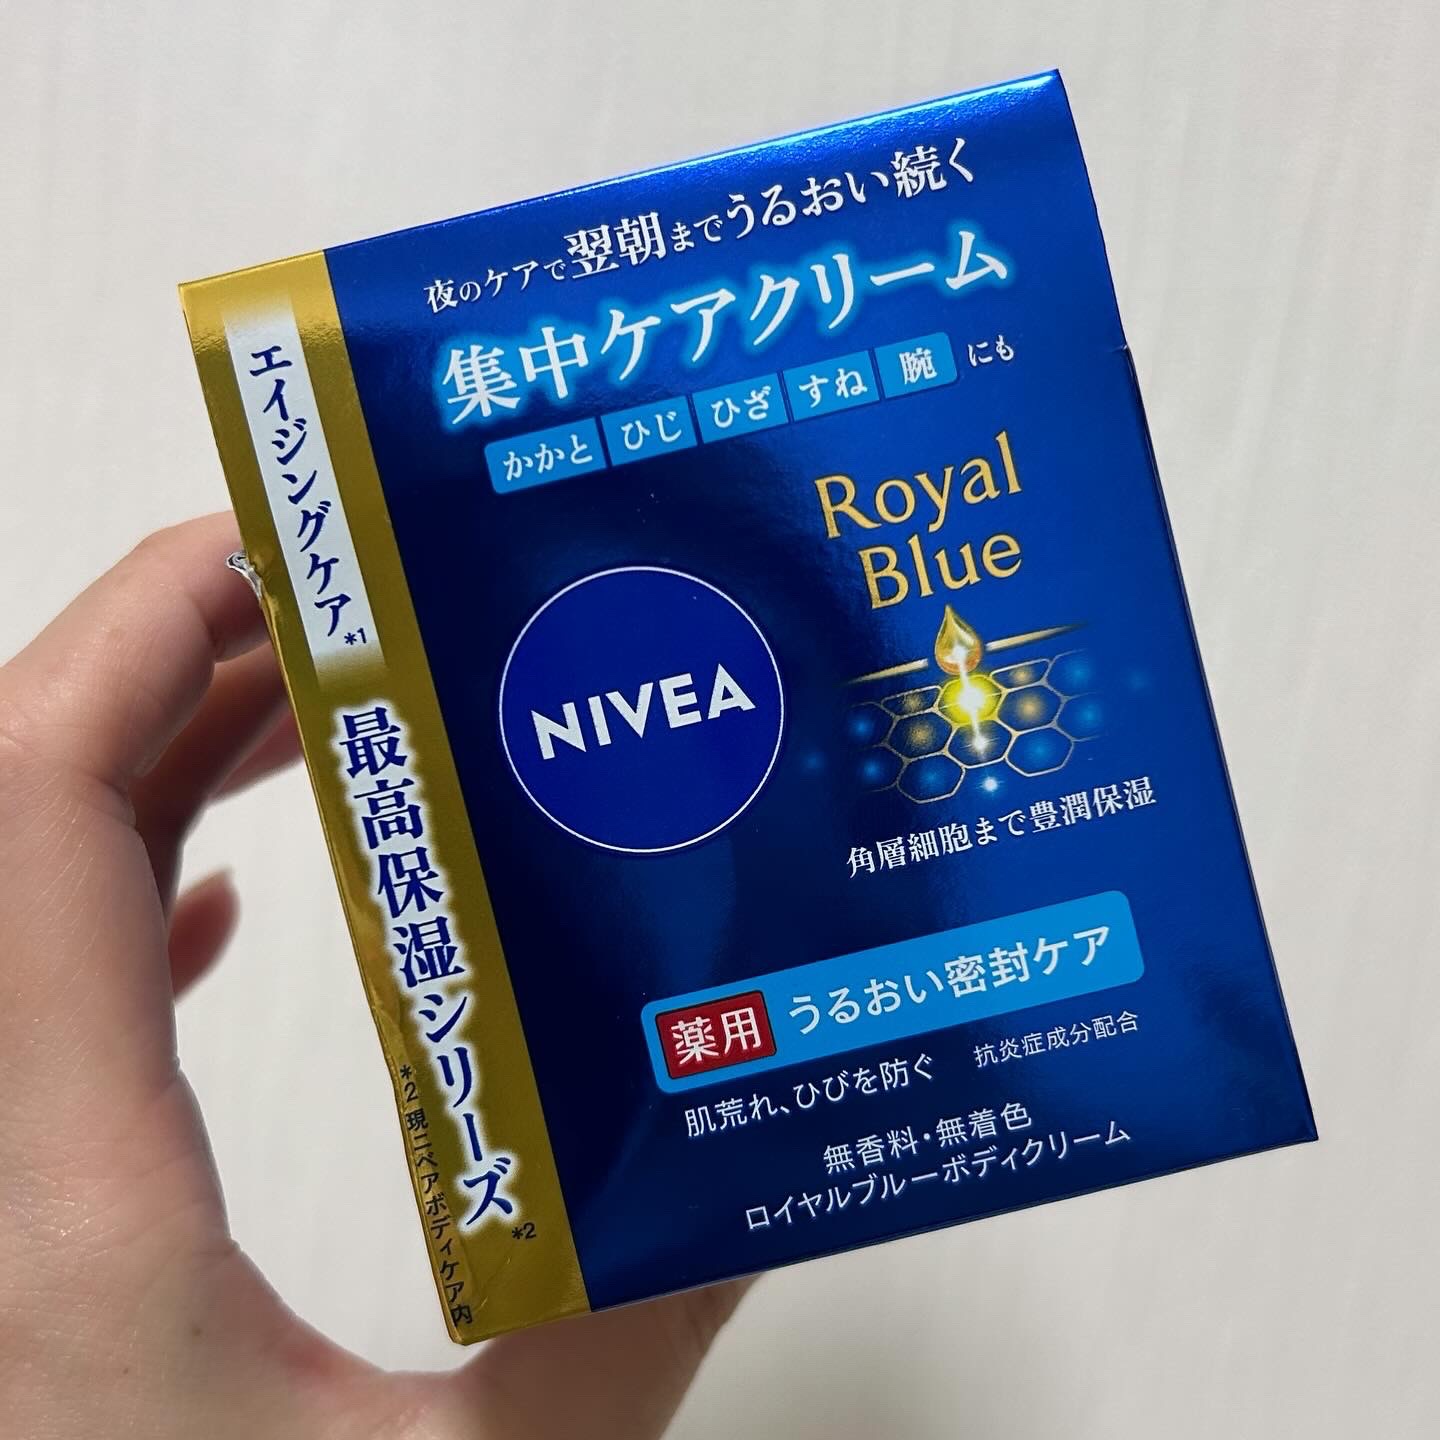 夜のケアで翌朝までうるおい続く
集中ケアクリーム
かかと ひじ ひざ すね 腕 にも
Royal
Blue
NIVEA
角層細胞まで豊潤保湿
薬用 うるおい密封ケア
肌荒れ、ひびを防ぐ 抗炎症成分配合
無香料・無着色
ロイヤルブルーボディクリーム
エイジングケア*1
最高保湿シリーズ*2
*2 現ニベアボディケア内